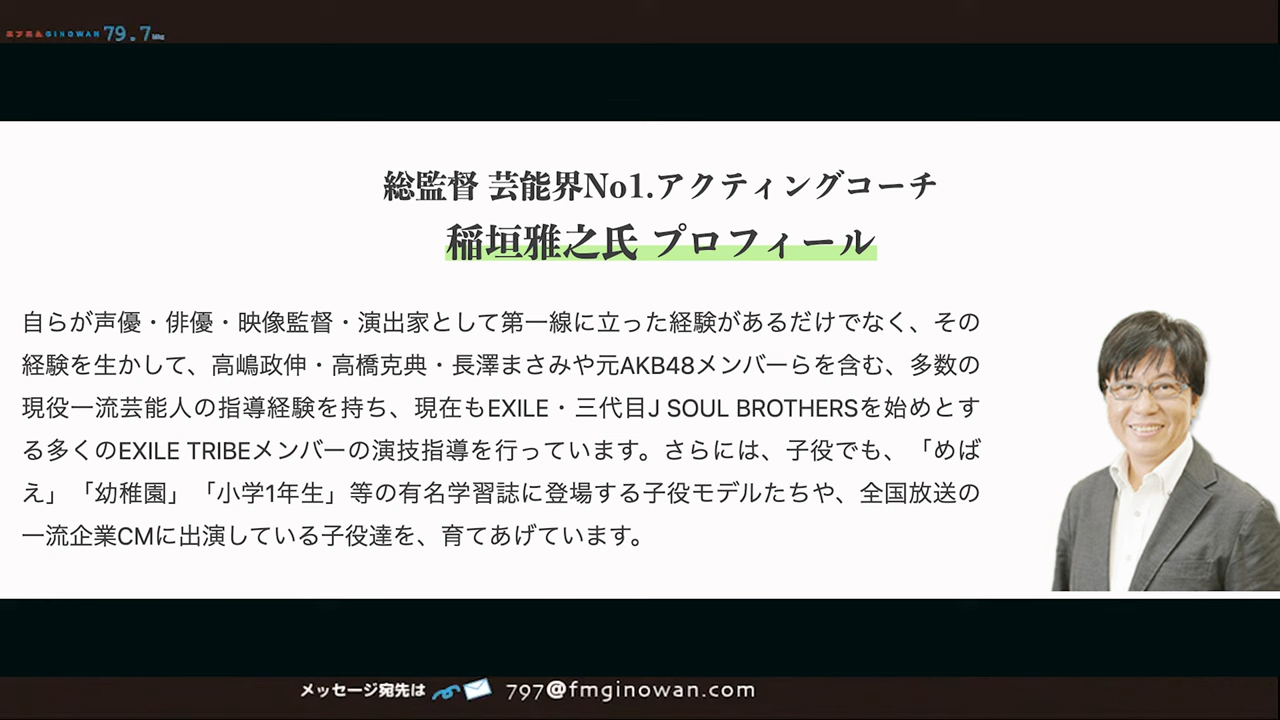 エフエムGINOWAN 79.7MHz
総監督 芸能界No1.アクティングコーチ
稲垣雅之氏 プロフィール
自らが声優・俳優・映像監督・演出家として第一線に立った経験があるだけでなく、その
経験を生かして、高嶋政伸・高橋克典・長澤まさみや元AKB48メンバーらを含む、多数の
現役一流芸能人の指導経験を持ち、現在もEXILE・三代目J SOUL BROTHERSを始めとす
る多くのEXILE TRIBEメンバーの演技指導を行っています。さらには、子役でも、「めば
え」「幼稚園」「小学1年生」等の有名学習誌に登場する子役モデルたちや、全国放送の
一流企業CMに出演している子役達を、育てあげています。
メッセージ宛先は 797@fmginowan.com